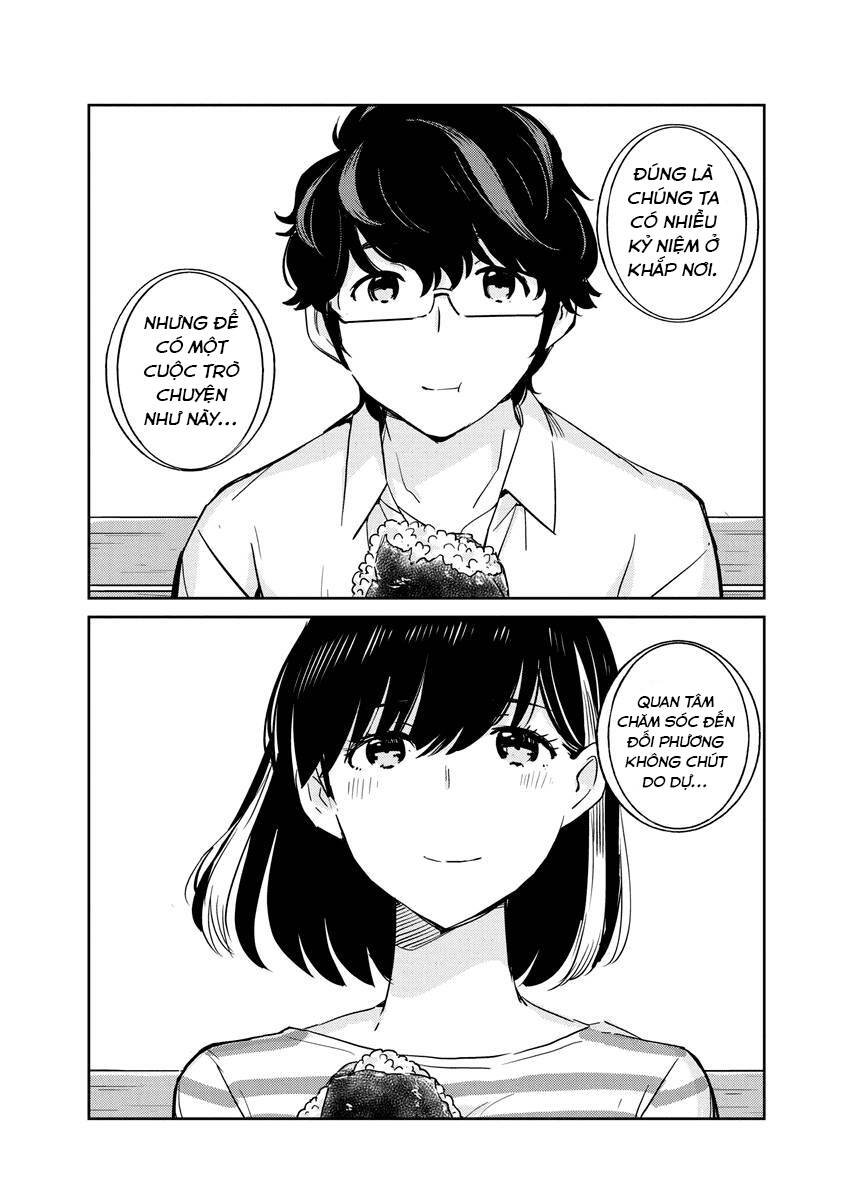 ĐÚNG LÀ
CHÚNG TA
CÓ NHIỀU
KỶ NIỆM Ở
KHẮP NƠI.
NHƯNG ĐỂ
CÓ MỘT
CUỘC TRÒ
CHUYỆN
NHƯ NÀY...
QUAN TÂM
CHĂM SÓC ĐẾN
ĐỐI PHƯƠNG
KHÔNG CHÚT
DO DỰ...